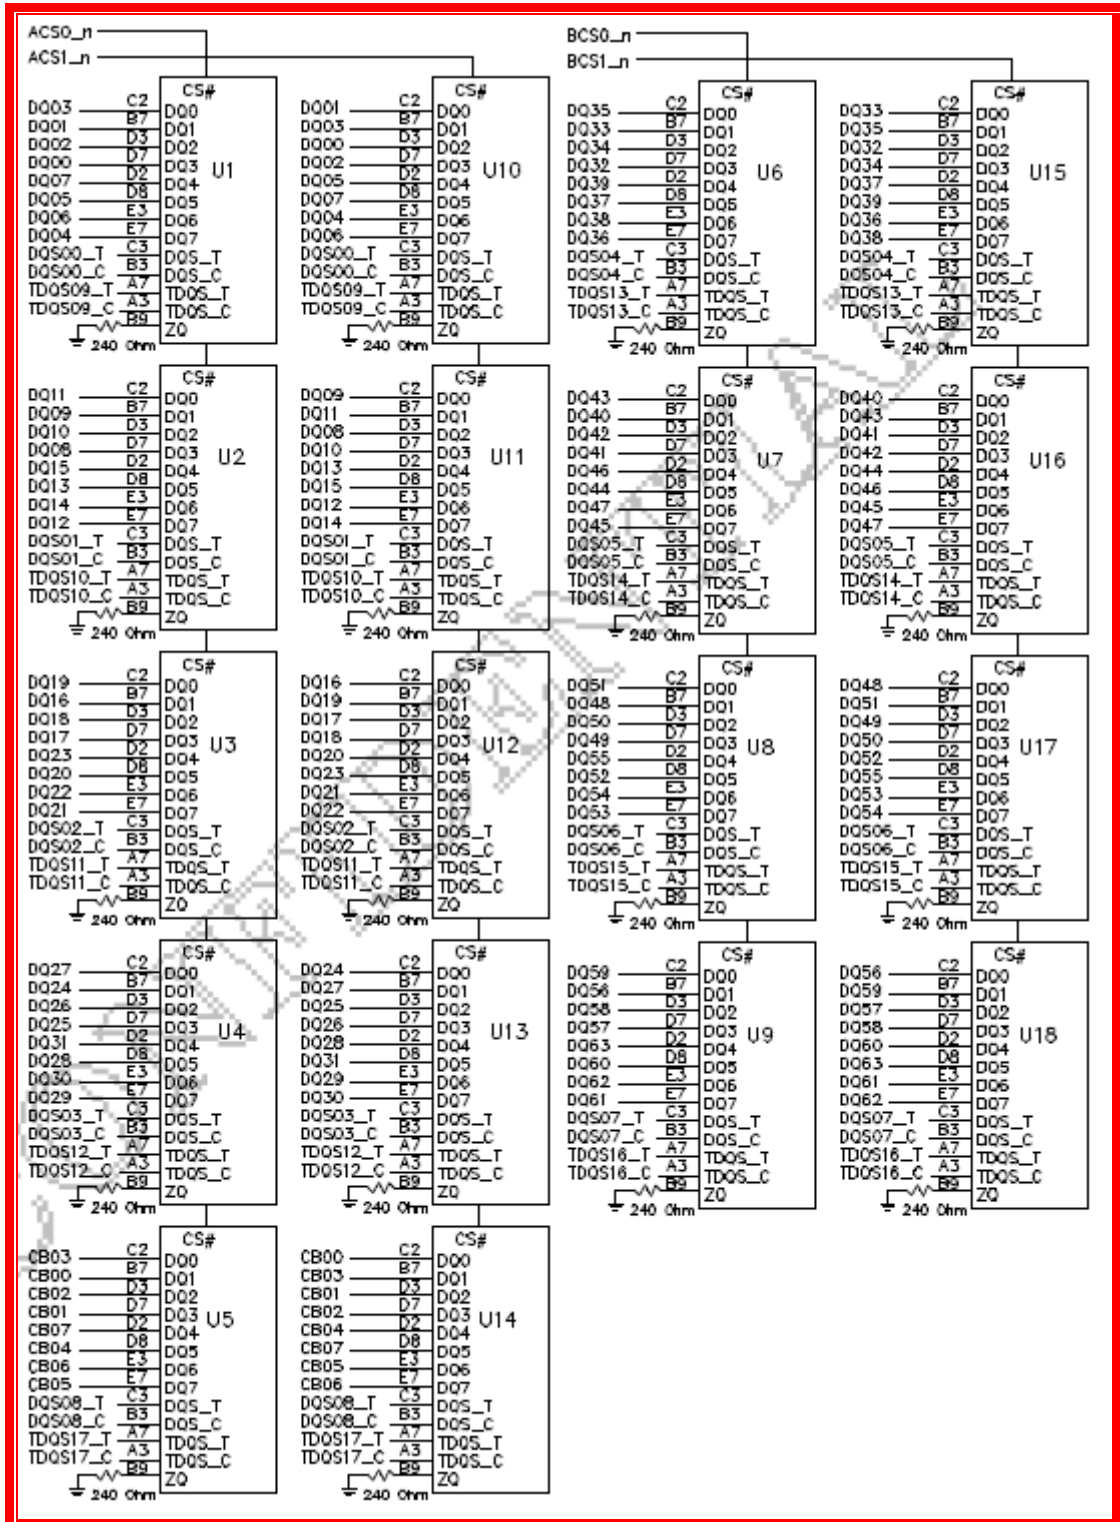 ACS0_n
ACS1_n
BCS0_n
BCS1_n
CS#
U1
DQ03 C2 DQ0
DQ01 B7 DQ1
DQ02 D3 DQ2
DQ00 D7 DQ3
DQ07 D2 DQ4
DQ05 D8 DQ5
DQ06 E3 DQ6
DQ04 E7 DQ7
DQS00_T C3 DQS_T
DQS00_C B3 DQS_C
TDQS09_T A7 TDQS_T
TDQS09_C A3 TDQS_C
B9 ZQ
240 Ohm
CS#
U10
DQ01 C2 DQ0
DQ03 B7 DQ1
DQ00 D3 DQ2
DQ02 D7 DQ3
DQ05 D2 DQ4
DQ07 D8 DQ5
DQ04 E3 DQ6
DQ06 E7 DQ7
DQS00_T C3 DQS_T
DQS00_C B3 DQS_C
TDQS09_T A7 TDQS_T
TDQS09_C A3 TDQS_C
B9 ZQ
240 Ohm
CS#
U6
DQ35 C2 DQ0
DQ33 B7 DQ1
DQ34 D3 DQ2
DQ32 D7 DQ3
DQ39 D2 DQ4
DQ37 D8 DQ5
DQ38 E3 DQ6
DQ36 E7 DQ7
DQS04_T C3 DQS_T
DQS04_C B3 DQS_C
TDQS13_T A7 TDQS_T
TDQS13_C A3 TDQS_C
B9 ZQ
240 Ohm
CS#
U15
DQ33 C2 DQ0
DQ35 B7 DQ1
DQ32 D3 DQ2
DQ34 D7 DQ3
DQ37 D2 DQ4
DQ39 D8 DQ5
DQ36 E3 DQ6
DQ38 E7 DQ7
DQS04_T C3 DQS_T
DQS04_C B3 DQS_C
TDQS13_T A7 TDQS_T
TDQS13_C A3 TDQS_C
B9 ZQ
240 Ohm
CS#
U2
DQ11 C2 DQ0
DQ09 B7 DQ1
DQ10 D3 DQ2
DQ08 D7 DQ3
DQ15 D2 DQ4
DQ13 D8 DQ5
DQ14 E3 DQ6
DQ12 E7 DQ7
DQS01_T C3 DQS_T
DQS01_C B3 DQS_C
TDQS10_T A7 TDQS_T
TDQS10_C A3 TDQS_C
B9 ZQ
240 Ohm
CS#
U11
DQ09 C2 DQ0
DQ11 B7 DQ1
DQ08 D3 DQ2
DQ10 D7 DQ3
DQ13 D2 DQ4
DQ15 D8 DQ5
DQ12 E3 DQ6
DQ14 E7 DQ7
DQS01_T C3 DQS_T
DQS01_C B3 DQS_C
TDQS10_T A7 TDQS_T
TDQS10_C A3 TDQS_C
B9 ZQ
240 Ohm
CS#
U7
DQ43 C2 DQ0
DQ40 B7 DQ1
DQ42 D3 DQ2
DQ41 D7 DQ3
DQ46 D2 DQ4
DQ44 D8 DQ5
DQ47 E3 DQ6
DQ45 E7 DQ7
DQS05_T C3 DQS_T
DQS05_C B3 DQS_C
TDQS14_T A7 TDQS_T
TDQS14_C A3 TDQS_C
B9 ZQ
240 Ohm
CS#
U16
DQ40 C2 DQ0
DQ43 B7 DQ1
DQ41 D3 DQ2
DQ42 D7 DQ3
DQ44 D2 DQ4
DQ46 D8 DQ5
DQ45 E3 DQ6
DQ47 E7 DQ7
DQS05_T C3 DQS_T
DQS05_C B3 DQS_C
TDQS14_T A7 TDQS_T
TDQS14_C A3 TDQS_C
B9 ZQ
240 Ohm
CS#
U3
DQ19 C2 DQ0
DQ16 B7 DQ1
DQ18 D3 DQ2
DQ17 D7 DQ3
DQ23 D2 DQ4
DQ20 D8 DQ5
DQ22 E3 DQ6
DQ21 E7 DQ7
DQS02_T C3 DQS_T
DQS02_C B3 DQS_C
TDQS11_T A7 TDQS_T
TDQS11_C A3 TDQS_C
B9 ZQ
240 Ohm
CS#
U12
DQ16 C2 DQ0
DQ19 B7 DQ1
DQ17 D3 DQ2
DQ18 D7 DQ3
DQ20 D2 DQ4
DQ23 D8 DQ5
DQ21 E3 DQ6
DQ22 E7 DQ7
DQS02_T C3 DQS_T
DQS02_C B3 DQS_C
TDQS11_T A7 TDQS_T
TDQS11_C A3 TDQS_C
B9 ZQ
240 Ohm
CS#
U8
DQ51 C2 DQ0
DQ48 B7 DQ1
DQ50 D3 DQ2
DQ49 D7 DQ3
DQ55 D2 DQ4
DQ52 D8 DQ5
DQ54 E3 DQ6
DQ53 E7 DQ7
DQS06_T C3 DQS_T
DQS06_C B3 DQS_C
TDQS15_T A7 TDQS_T
TDQS15_C A3 TDQS_C
B9 ZQ
240 Ohm
CS#
U17
DQ48 C2 DQ0
DQ51 B7 DQ1
DQ49 D3 DQ2
DQ50 D7 DQ3
DQ52 D2 DQ4
DQ55 D8 DQ5
DQ53 E3 DQ6
DQ54 E7 DQ7
DQS06_T C3 DQS_T
DQS06_C B3 DQS_C
TDQS15_T A7 TDQS_T
TDQS15_C A3 TDQS_C
B9 ZQ
240 Ohm
CS#
U4
DQ27 C2 DQ0
DQ24 B7 DQ1
DQ26 D3 DQ2
DQ25 D7 DQ3
DQ31 D2 DQ4
DQ28 D8 DQ5
DQ30 E3 DQ6
DQ29 E7 DQ7
DQS03_T C3 DQS_T
DQS03_C B3 DQS_C
TDQS12_T A7 TDQS_T
TDQS12_C A3 TDQS_C
B9 ZQ
240 Ohm
CS#
U13
DQ24 C2 DQ0
DQ27 B7 DQ1
DQ25 D3 DQ2
DQ26 D7 DQ3
DQ28 D2 DQ4
DQ31 D8 DQ5
DQ29 E3 DQ6
DQ30 E7 DQ7
DQS03_T C3 DQS_T
DQS03_C B3 DQS_C
TDQS12_T A7 TDQS_T
TDQS12_C A3 TDQS_C
B9 ZQ
240 Ohm
CS#
U9
DQ59 C2 DQ0
DQ56 B7 DQ1
DQ58 D3 DQ2
DQ57 D7 DQ3
DQ63 D2 DQ4
DQ60 D8 DQ5
DQ62 E3 DQ6
DQ61 E7 DQ7
DQS07_T C3 DQS_T
DQS07_C B3 DQS_C
TDQS16_T A7 TDQS_T
TDQS16_C A3 TDQS_C
B9 ZQ
240 Ohm
CS#
U18
DQ56 C2 DQ0
DQ59 B7 DQ1
DQ57 D3 DQ2
DQ58 D7 DQ3
DQ60 D2 DQ4
DQ63 D8 DQ5
DQ61 E3 DQ6
DQ62 E7 DQ7
DQS07_T C3 DQS_T
DQS07_C B3 DQS_C
TDQS16_T A7 TDQS_T
TDQS16_C A3 TDQS_C
B9 ZQ
240 Ohm
CS#
U5
CB03 C2 DQ0
CB00 B7 DQ1
CB02 D3 DQ2
CB01 D7 DQ3
CB07 D2 DQ4
CB04 D8 DQ5
CB06 E3 DQ6
CB05 E7 DQ7
DQS08_T C3 DQS_T
DQS08_C B3 DQS_C
TDQS17_T A7 TDQS_T
TDQS17_C A3 TDQS_C
B9 ZQ
240 Ohm
CS#
U14
CB00 C2 DQ0
CB03 B7 DQ1
CB01 D3 DQ2
CB02 D7 DQ3
CB04 D2 DQ4
CB07 D8 DQ5
CB05 E3 DQ6
CB06 E7 DQ7
DQS08_T C3 DQS_T
DQS08_C B3 DQS_C
TDQS17_T A7 TDQS_T
TDQS17_C A3 TDQS_C
B9 ZQ
240 Ohm
CONFIDENTIAL